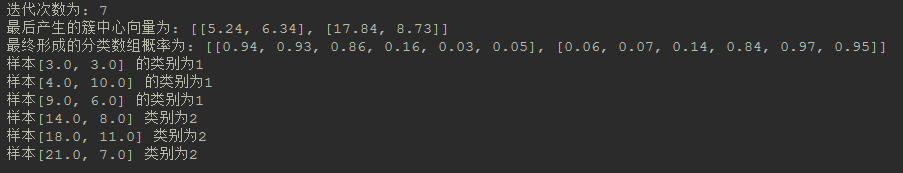 迭代次数为: 7
最后产生的簇中心向量为: [[5.24, 6.34], [17.84, 8.73]]
最终形成的分类数组概率为: [[0.94, 0.93, 0.86, 0.16, 0.03, 0.05], [0.06, 0.07, 0.14, 0.84, 0.97, 0.95]]
样本[3.0, 3.0] 的类别为1
样本[4.0, 10.0] 的类别为1
样本[9.0, 6.0] 的类别为1
样本[14.0, 8.0] 类别为2
样本[18.0, 11.0] 类别为2
样本[21.0, 7.0] 类别为2